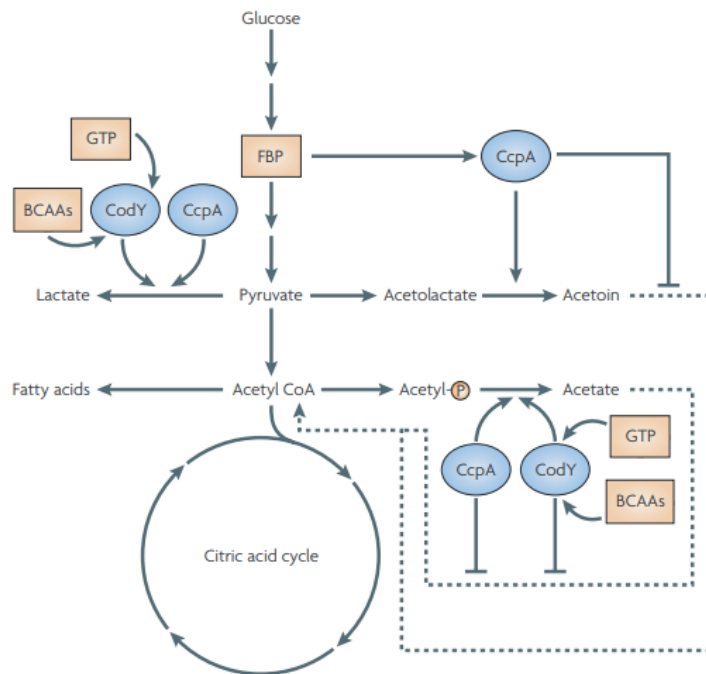 Glucose
GTP
FBP
CcpA
BCAAs
CodY
CcpA
Lactate
Pyruvate
Acetolactate
Acetoin
Fatty acids
Acetyl CoA
Acetyl-P
Acetate
GTP
CcpA
CodY
BCAAs
Citric acid cycle